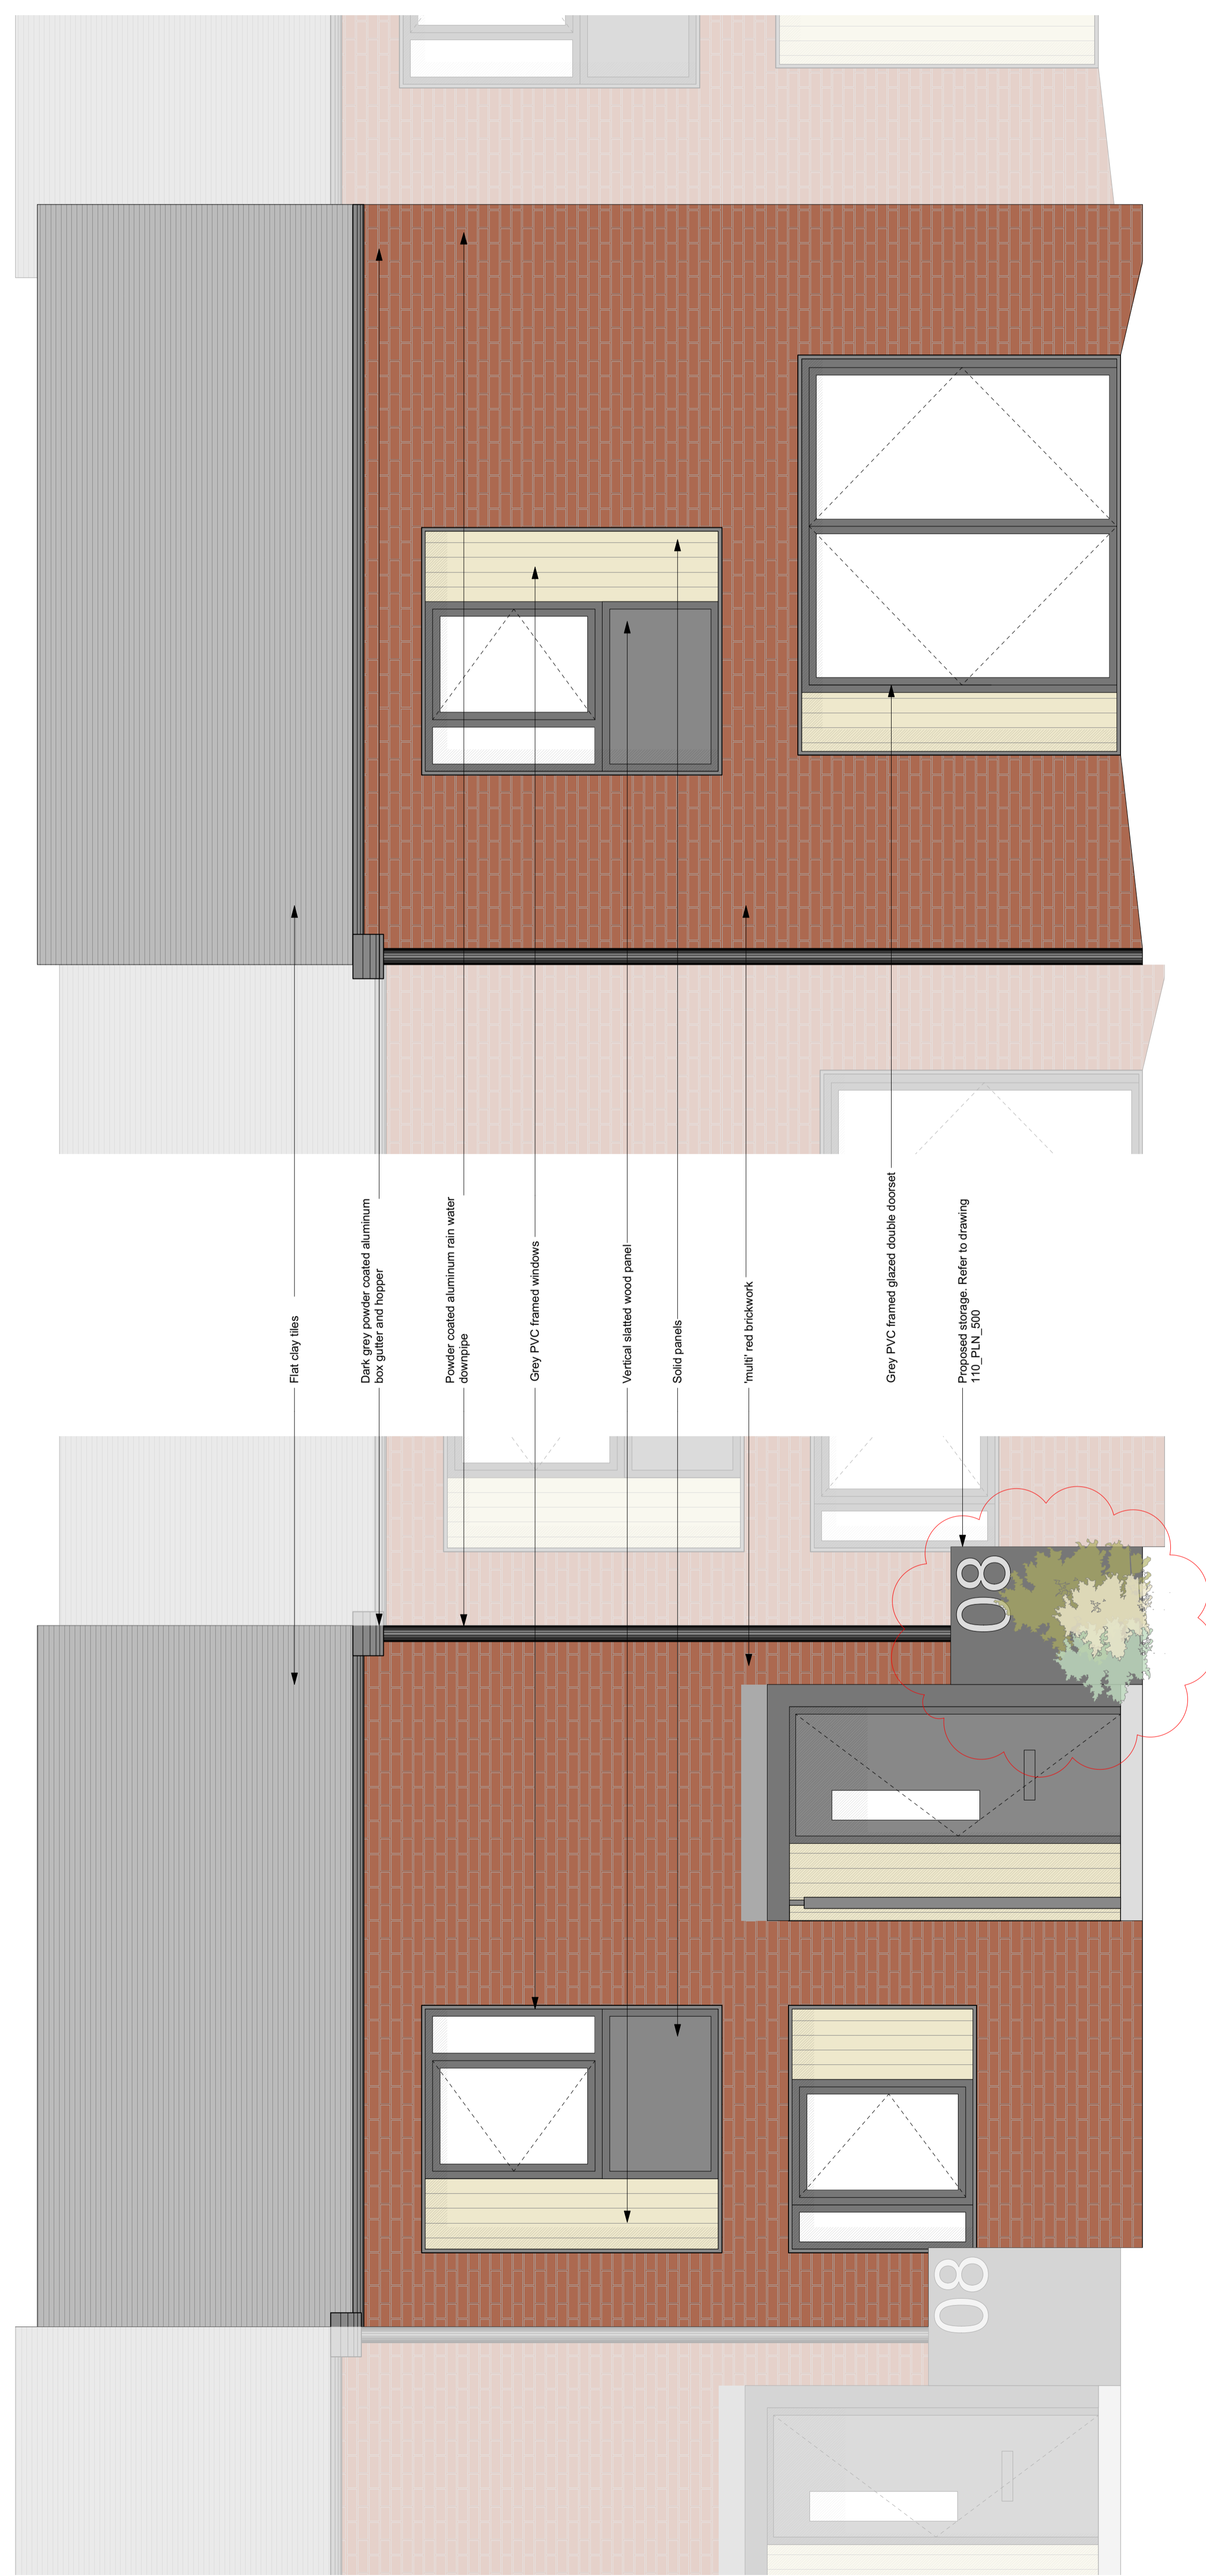 Flat clay tiles
Dark grey powder coated aluminum
box gutter and hopper
Powder coated aluminum rain water
downpipe
Grey PVC framed windows
Vertical slatted wood panel
Solid panels
'multi' red brickwork
Grey PVC framed glazed double doorset
Proposed storage. Refer to drawing
110_PLN_500
08
08